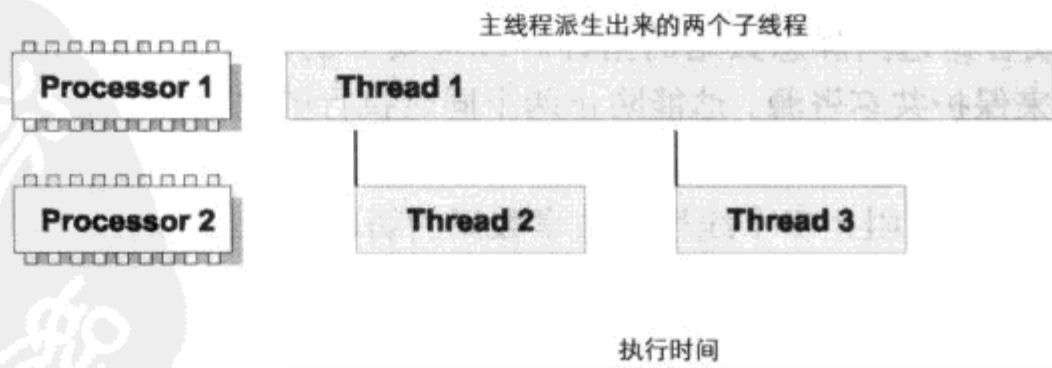 主线程派生出来的两个子线程
Processor 1
Thread 1
Processor 2
Thread 2
Thread 3
执行时间